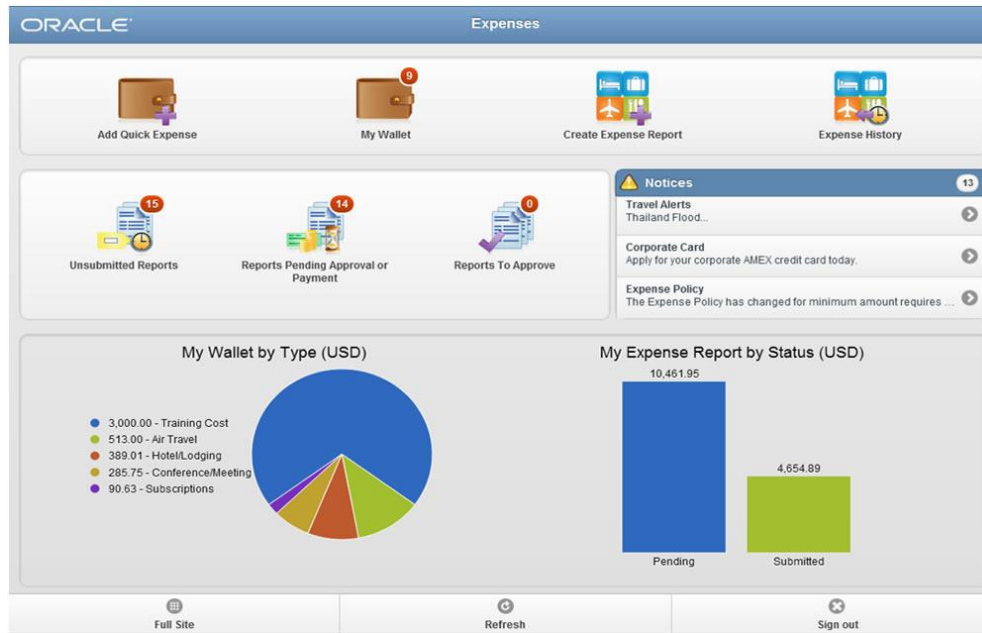 ORACLE
Expenses
9
Add Quick Expense
My Wallet
Create Expense Report
Expense History
15
14
0
Unsubmitted Reports
Reports Pending Approval or
Payment
Reports To Approve
Notices
13
Travel Alerts
Thailand Flood...
Corporate Card
Apply for your corporate AMEX credit card today.
Expense Policy
The Expense Policy has changed for minimum amount requires ...
My Wallet by Type (USD)
3,000.00 - Training Cost
513.00 - Air Travel
389.01 - Hotel/Lodging
285.75 - Conference/Meeting
90.63 - Subscriptions
My Expense Report by Status (USD)
10,461.95
4,654.89
Pending
Submitted
Full Site
Refresh
Sign out